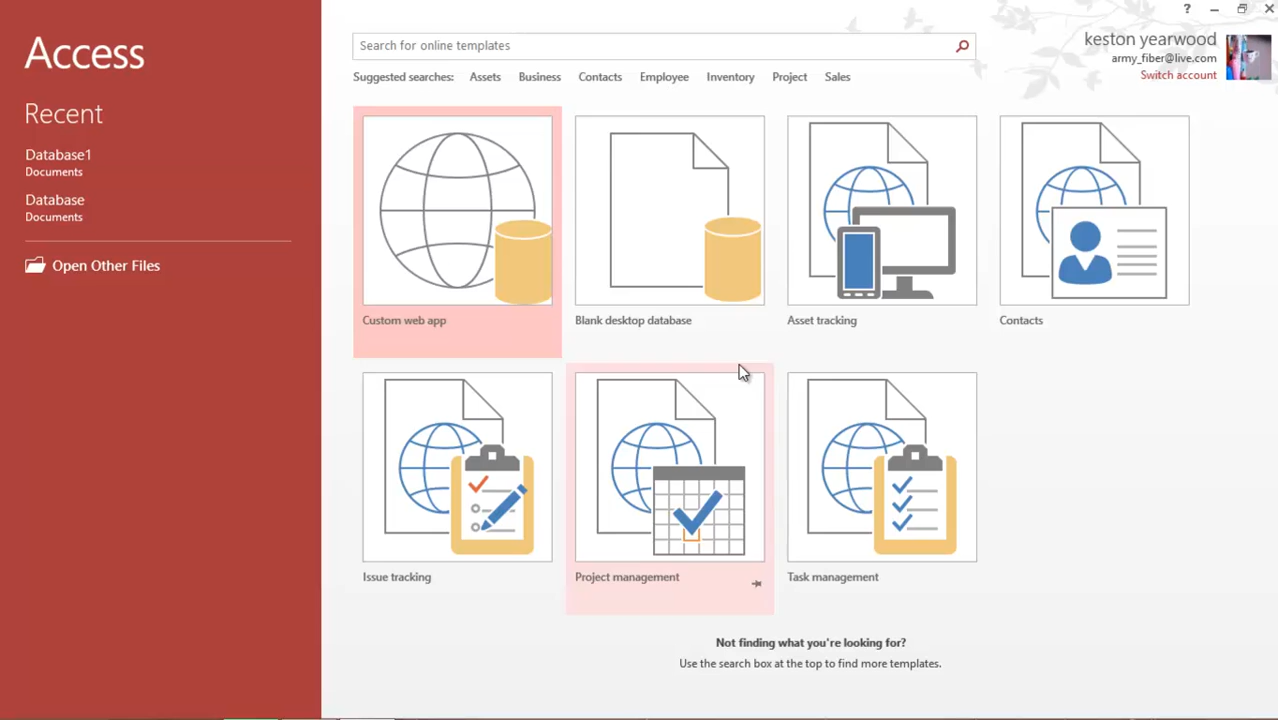 Access
Recent
Database1
Documents
Database
Documents
Open Other Files
?
Search for online templates
Suggested searches: Assets Business Contacts Employee Inventory Project Sales
keston yearwood
army_fiber@live.com
Switch account
Custom web app
Blank desktop database
Asset tracking
Contacts
Issue tracking
Project management
Task management
Not finding what you're looking for?
Use the search box at the top to find more templates.